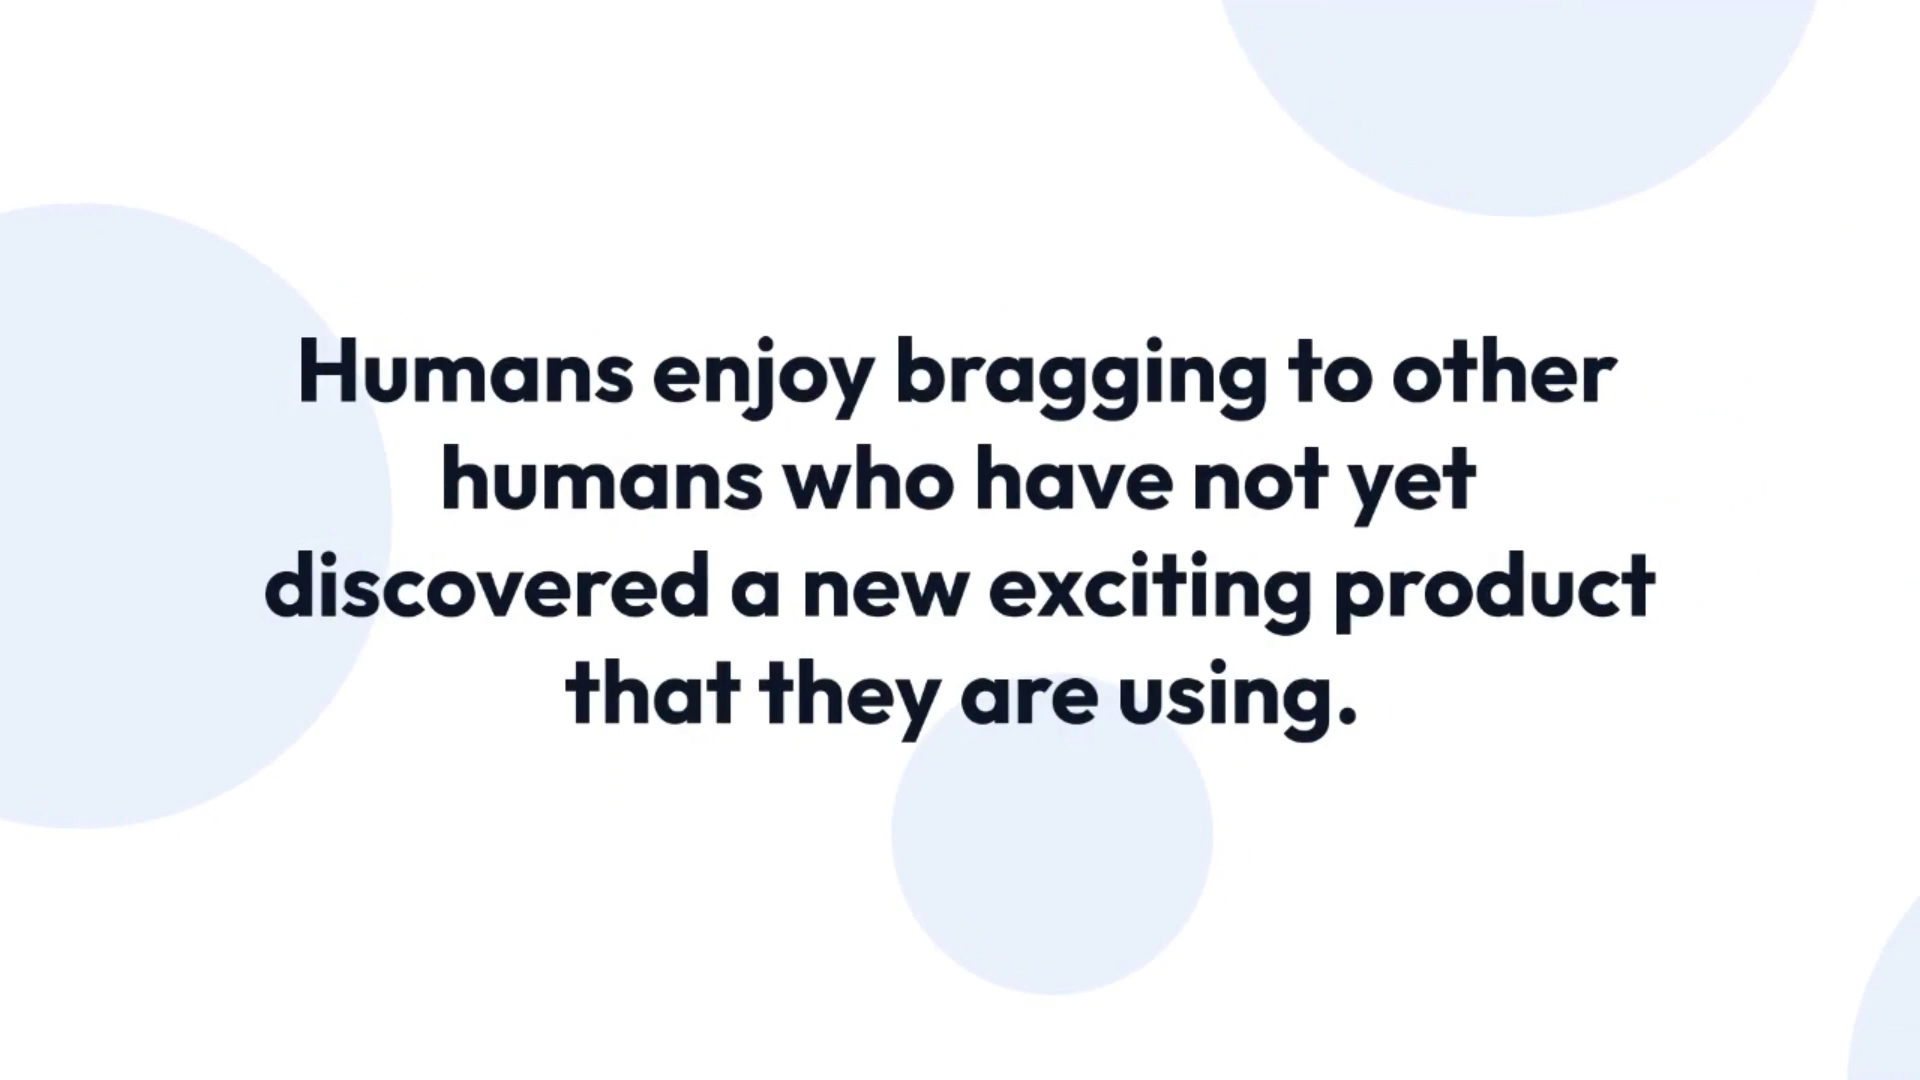 Humans enjoy bragging to other
humans who have not yet
discovered a new exciting product
that they are using.